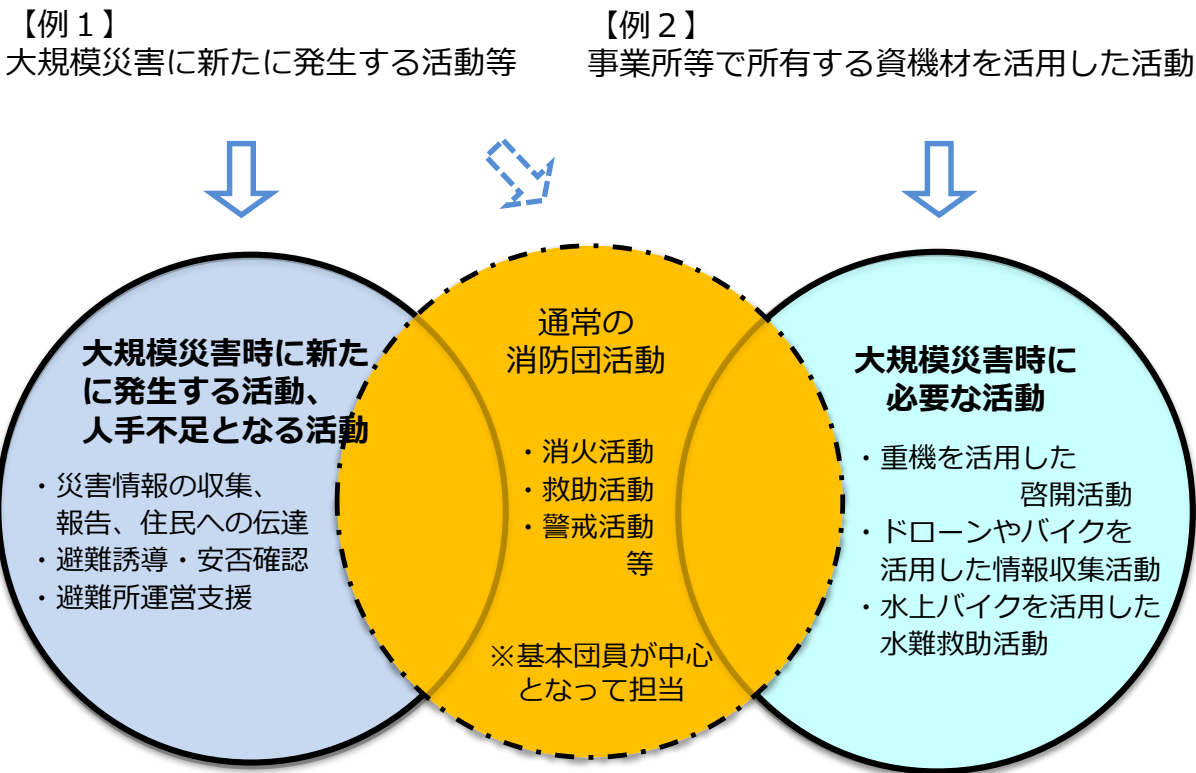 【例１】
大規模災害に新たに発生する活動等
【例２】
事業所等で所有する資機材を活用した活動
大規模災害時に新た
に発生する活動、
人手不足となる活動
・災害情報の収集、
報告、住民への伝達
・避難誘導・安否確認
・避難所運営支援
通常の
消防団活動
・消火活動
・救助活動
・警戒活動
等
※基本団員が中心
となって担当
大規模災害時に
必要な活動
・重機を活用した
啓開活動
・ドローンやバイクを
活用した情報収集活動
・水上バイクを活用した
水難救助活動